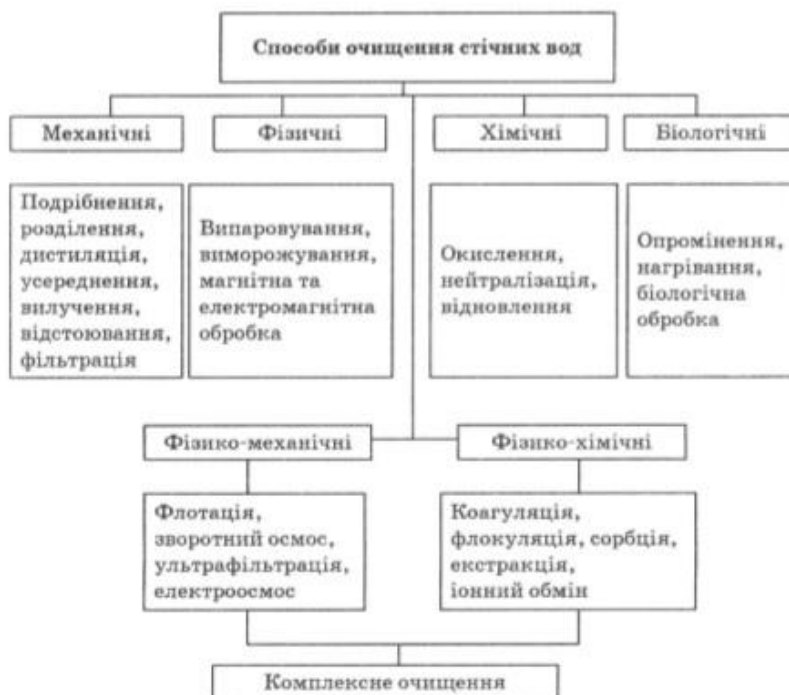 Способи очищення стічних вод
Механічні
Фізичні
Хімічні
Біологічні
Подрібнення,
розділення,
дистиляція,
усереднення,
вилучення,
відстоювання,
фільтрація
Випаровування,
виморожування,
магнітна та
електромагнітна
обробка
Окислення,
нейтралізація,
відновлення
Опромінення,
нагрівання,
біологічна
обробка
Фізико-механічні
Фізико-хімічні
Флотація,
зворотний осмос,
ультрафільтрація,
електроосмос
Коагуляція,
флокуляція, сорбція,
екстракція,
іонний обмін
Комплексне очищення